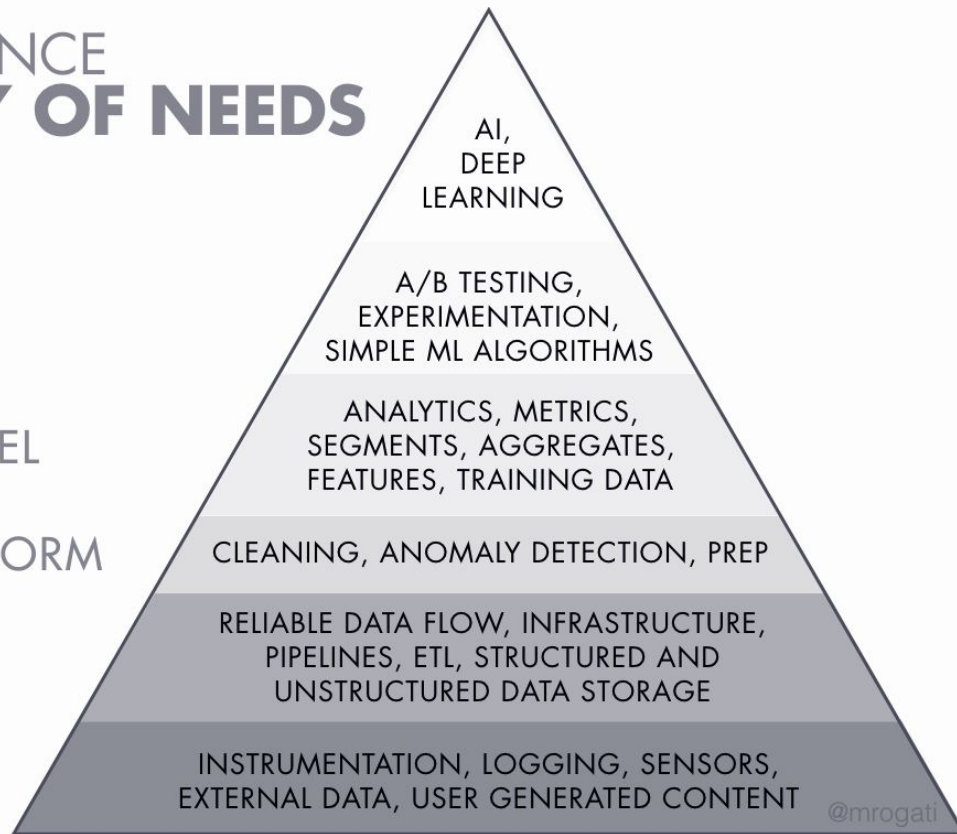 NCE
Y OF NEEDS
AI,
DEEP
LEARNING
A/B TESTING,
EXPERIMENTATION,
SIMPLE ML ALGORITHMS
ANALYTICS, METRICS,
SEGMENTS, AGGREGATES,
FEATURES, TRAINING DATA
EL
ORM
CLEANING, ANOMALY DETECTION, PREP
RELIABLE DATA FLOW, INFRASTRUCTURE,
PIPELINES, ETL, STRUCTURED AND
UNSTRUCTURED DATA STORAGE
INSTRUMENTATION, LOGGING, SENSORS,
EXTERNAL DATA, USER GENERATED CONTENT
@mrogati